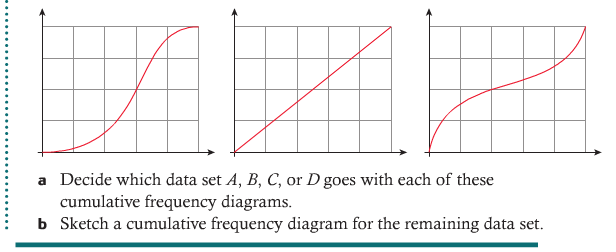 a Decide which data set A, B, C, or D goes with each of these
cumulative frequency diagrams.
b Sketch a cumulative frequency diagram for the remaining data set.